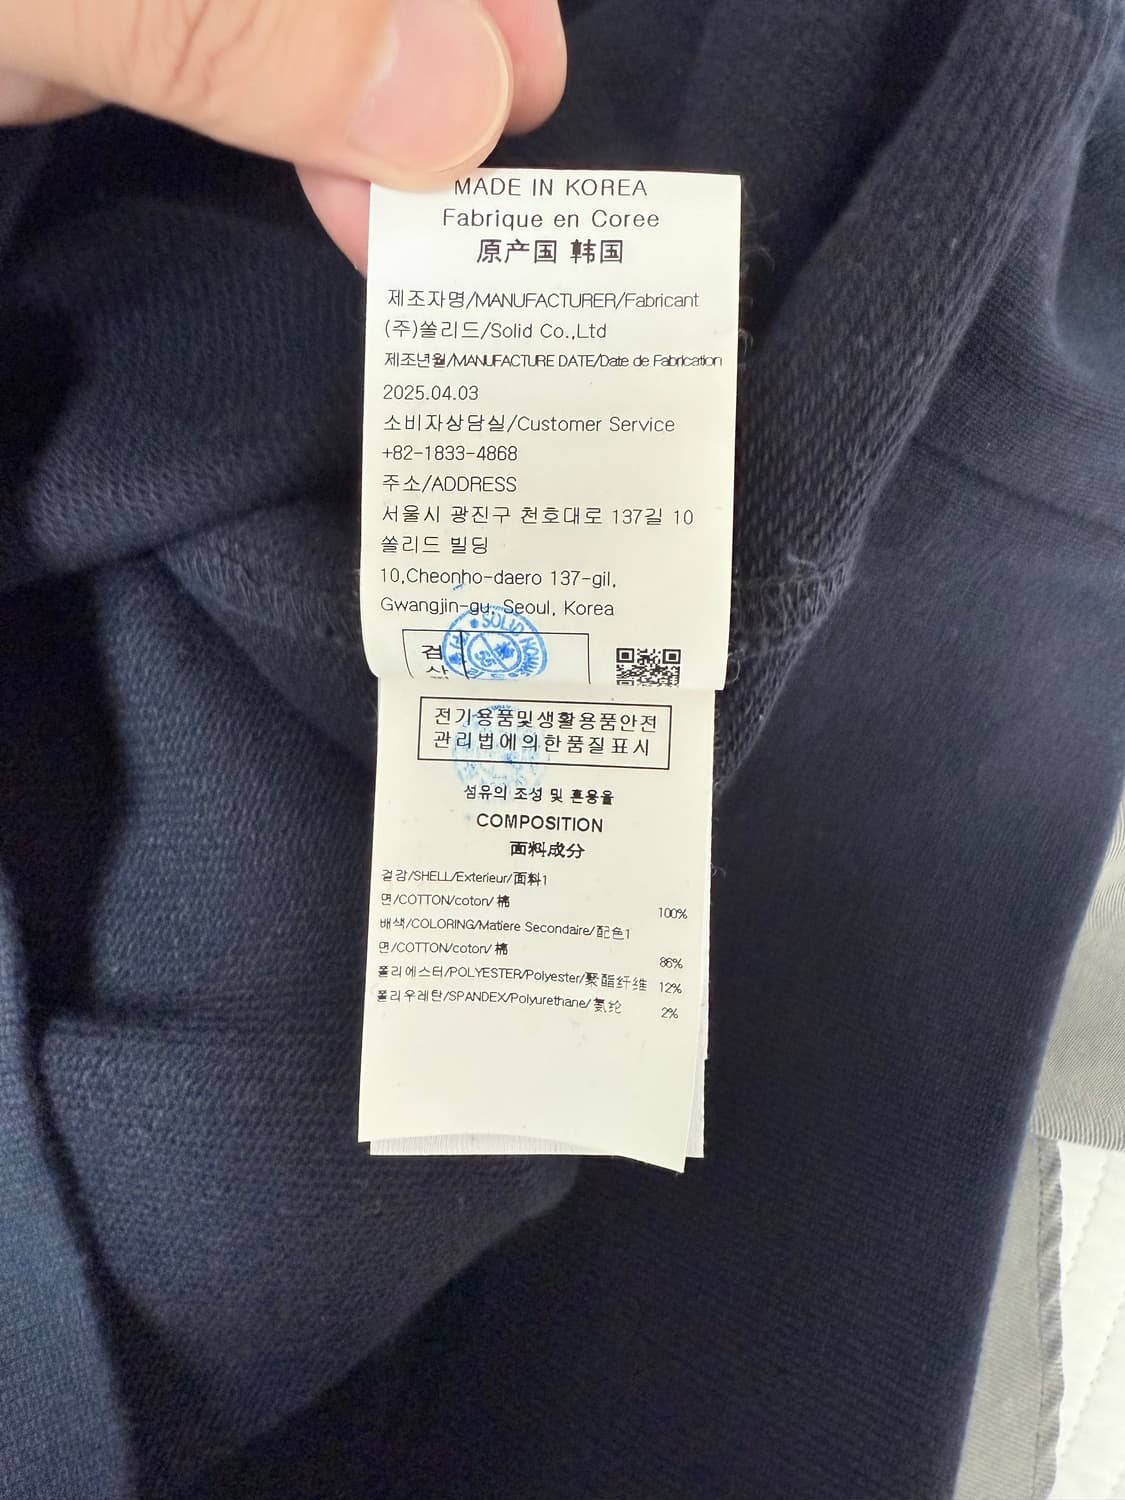 MADE IN KOREA
Fabrique en Coree
原产国 韩国
제조자명/MANUFACTURER/Fabricant
(주)쏠리드/Solid Co.,Ltd
제조년월/MANUFACTURE DATE/Date de Fabrication
2025.04.03
소비자상담실/Customer Service
+82-1833-4868
주소/ADDRESS
서울시 광진구 천호대로 137길 10
쏠리드 빌딩
10,Cheonho-daero 137-gil,
Gwangjin-gu, Seoul, Korea
검
SOLID HOMME
25
전기용품및생활용품안전
관리법에의한품질표시
섬유의 조성 및 혼용율
COMPOSITION
面料成分
겉감/SHELL/Exterieur/面料1
면/COTTON/coton/棉 100%
배색/COLORING/Matiere Secondaire/配色1
면/COTTON/coton/棉 86%
폴리에스터/POLYESTER/Polyester/聚酯纤维 12%
폴리우레탄/SPANDEX/Polyurethane/氨纶 2%